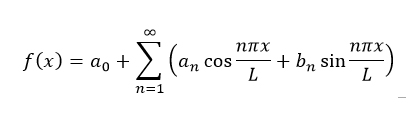 f(x) = a₀ + ∑_{n=1}^{∞} (aₙ cos nπx/L + bₙ sin nπx/L)